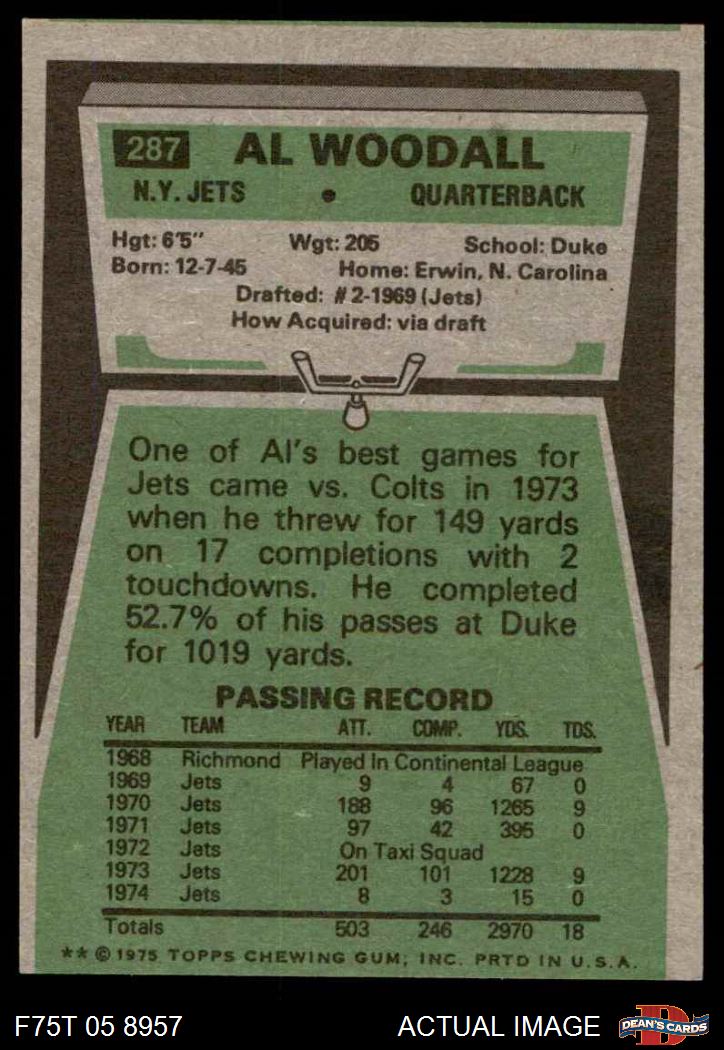 287 AL WOODALL
N.Y. JETS • QUARTERBACK
Hgt: 6'5" Wgt: 205 School: Duke
Born: 12-7-45 Home: Erwin, N. Carolina
Drafted: #2-1969 (Jets)
How Acquired: via draft
One of Al's best games for
Jets came vs. Colts in 1973
when he threw for 149 yards
on 17 completions with 2
touchdowns. He completed
52.7% of his passes at Duke
for 1019 yards.
PASSING RECORD
YEAR TEAM ATT. COMP. YDS. TDS.
1968 Richmond Played In Continental League
1969 Jets 9 4 67 0
1970 Jets 188 96 1265 9
1971 Jets 97 42 395 0
1972 Jets On Taxi Squad
1973 Jets 201 101 1228 9
1974 Jets 8 3 15 0
Totals 503 246 2970 18
** © 1975 TOPPS CHEWING GUM, INC. PRTD IN U.S.A.
F75T 05 8957 ACTUAL IMAGE D DEAN'S CARDS